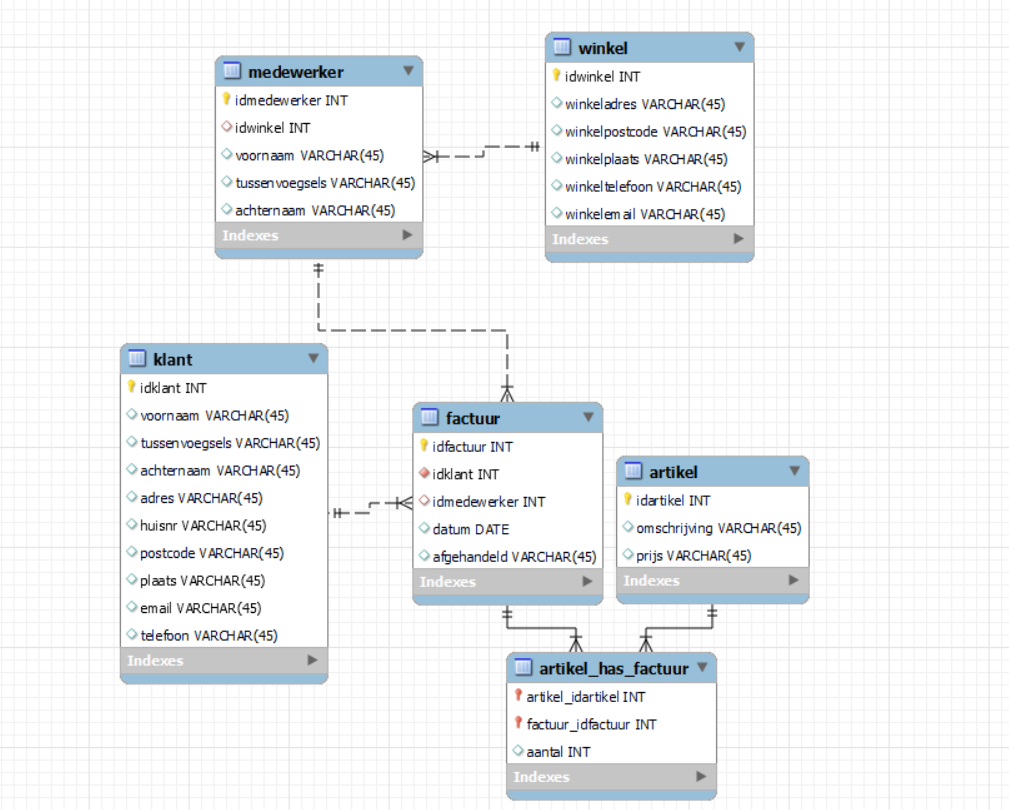 medewerker
idmedewerker INT
idwinkel INT
voornaam VARCHAR(45)
tussenvoegsels VARCHAR(45)
achternaam VARCHAR(45)
Indexes
winkel
idwinkel INT
winkeladres VARCHAR(45)
winkelpostcode VARCHAR(45)
winkelplaats VARCHAR(45)
winkeltelefoon VARCHAR(45)
winkelemail VARCHAR(45)
Indexes
klant
idklant INT
voornaam VARCHAR(45)
tussenvoegsels VARCHAR(45)
achternaam VARCHAR(45)
adres VARCHAR(45)
huisnr VARCHAR(45)
postcode VARCHAR(45)
plaats VARCHAR(45)
email VARCHAR(45)
telefoon VARCHAR(45)
Indexes
factuur
idfactuur INT
idklant INT
idmedewerker INT
datum DATE
afgehandeld VARCHAR(45)
Indexes
artikel
idartikel INT
omschrijving VARCHAR(45)
prijs VARCHAR(45)
Indexes
artikel_has_factuur
artikel_idartikel INT
factuur_idfactuur INT
aantal INT
Indexes